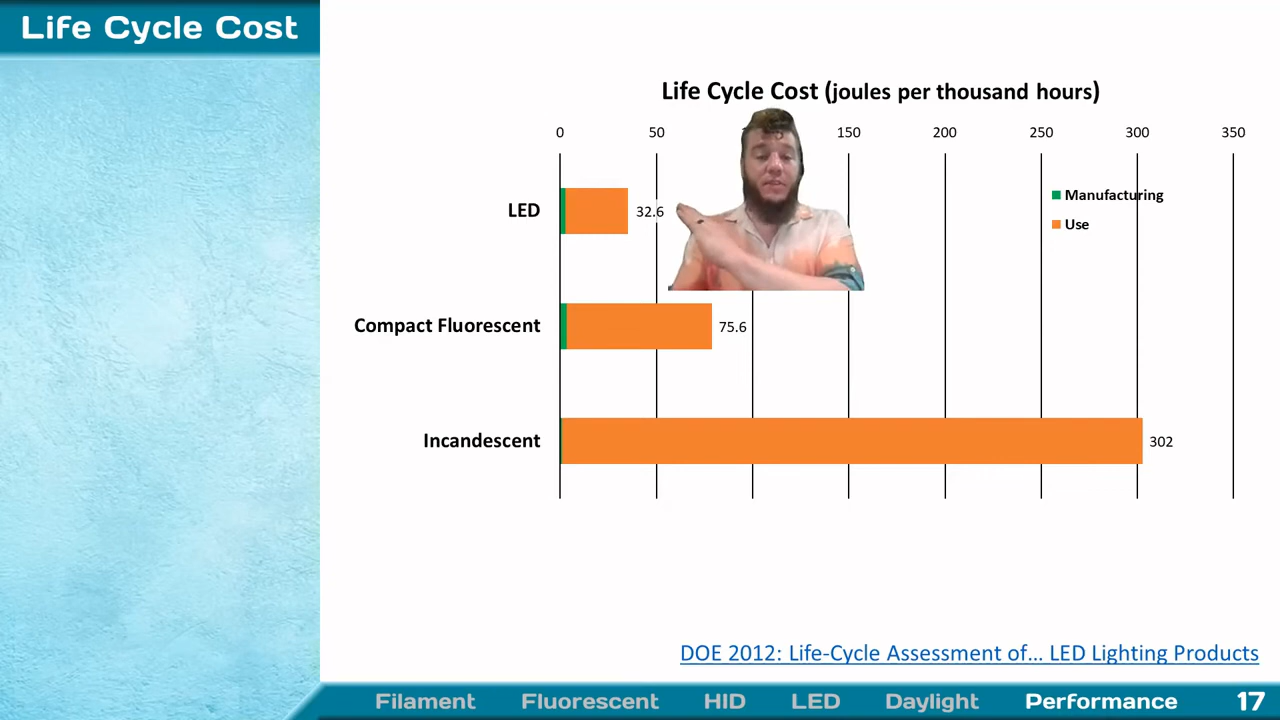 Life Cycle Cost
Life Cycle Cost (joules per thousand hours)
0 50 150 200 250 300 350
LED 32.6
Manufacturing
Use
Compact Fluorescent 75.6
Incandescent 302
DOE 2012: Life-Cycle Assessment of... LED Lighting Products
Filament Fluorescent HID LED Daylight Performance 17